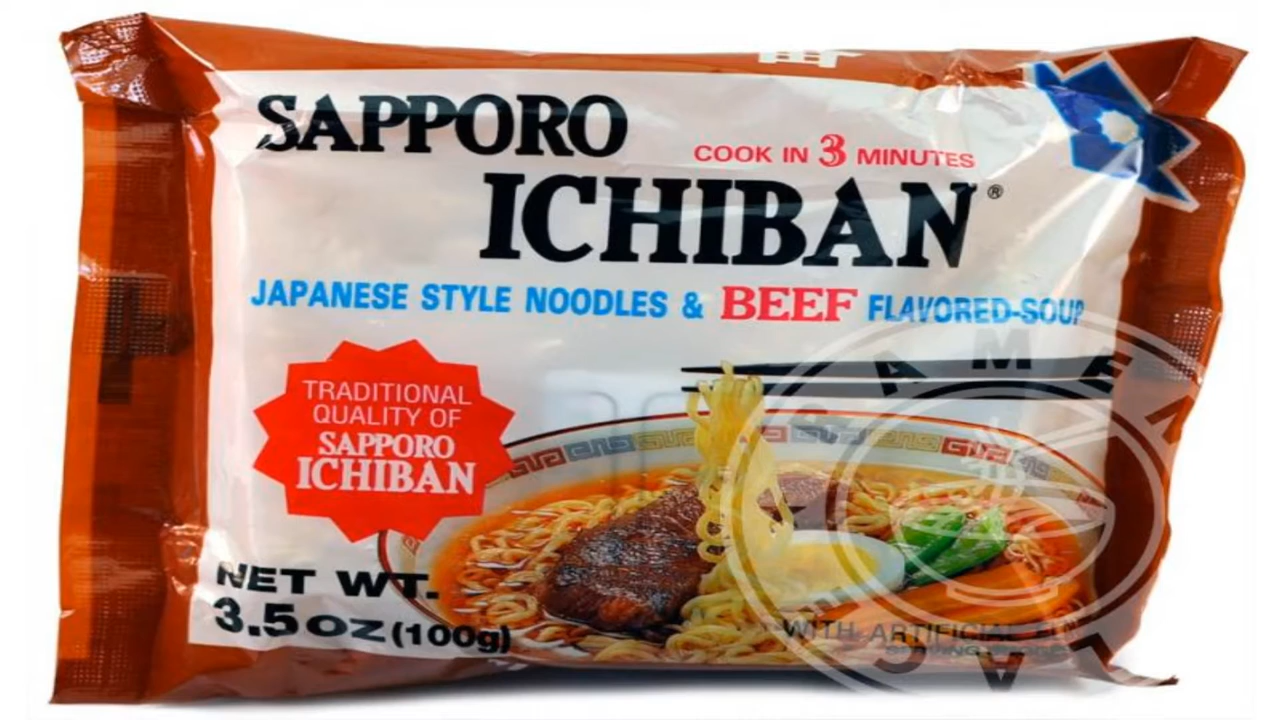 SAPPORO
COOK IN 3 MINUTES
ICHIBAN®
JAPANESE STYLE NOODLES & BEEF FLAVORED-SOUP
TRADITIONAL
QUALITY OF
SAPPORO
ICHIBAN
NET WT.
3.5 OZ (100g)
WITH ARTIFICIAL